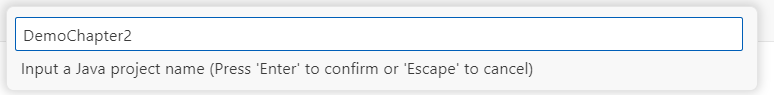 DemoChapter2
Input a Java project name (Press 'Enter' to confirm or 'Escape' to cancel)